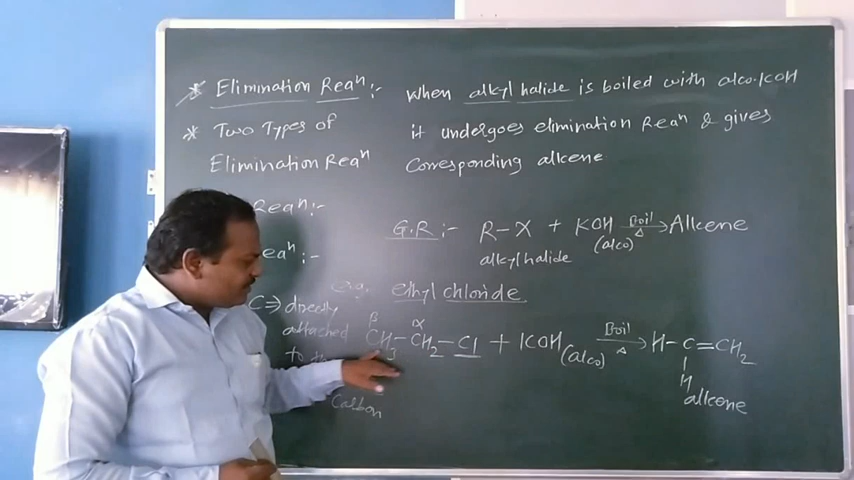 * Elimination Reaⁿ :-
* Two Types of
Elimination Reaⁿ
Reaⁿ :-
eaⁿ :-
C ⇒ directly
attached
to
Carbon
When alkyl halide is boiled with alco. KOH
it undergoes elimination Reaⁿ & gives
Corresponding alkene
G.R :- R – X + KOH (alco) Boil Δ → Alkene
alkyl halide
ethyl chloride
β α
CH₃ – CH₂ – Cl + KOH (alco) Boil Δ → H – C = CH₂
H
alkene